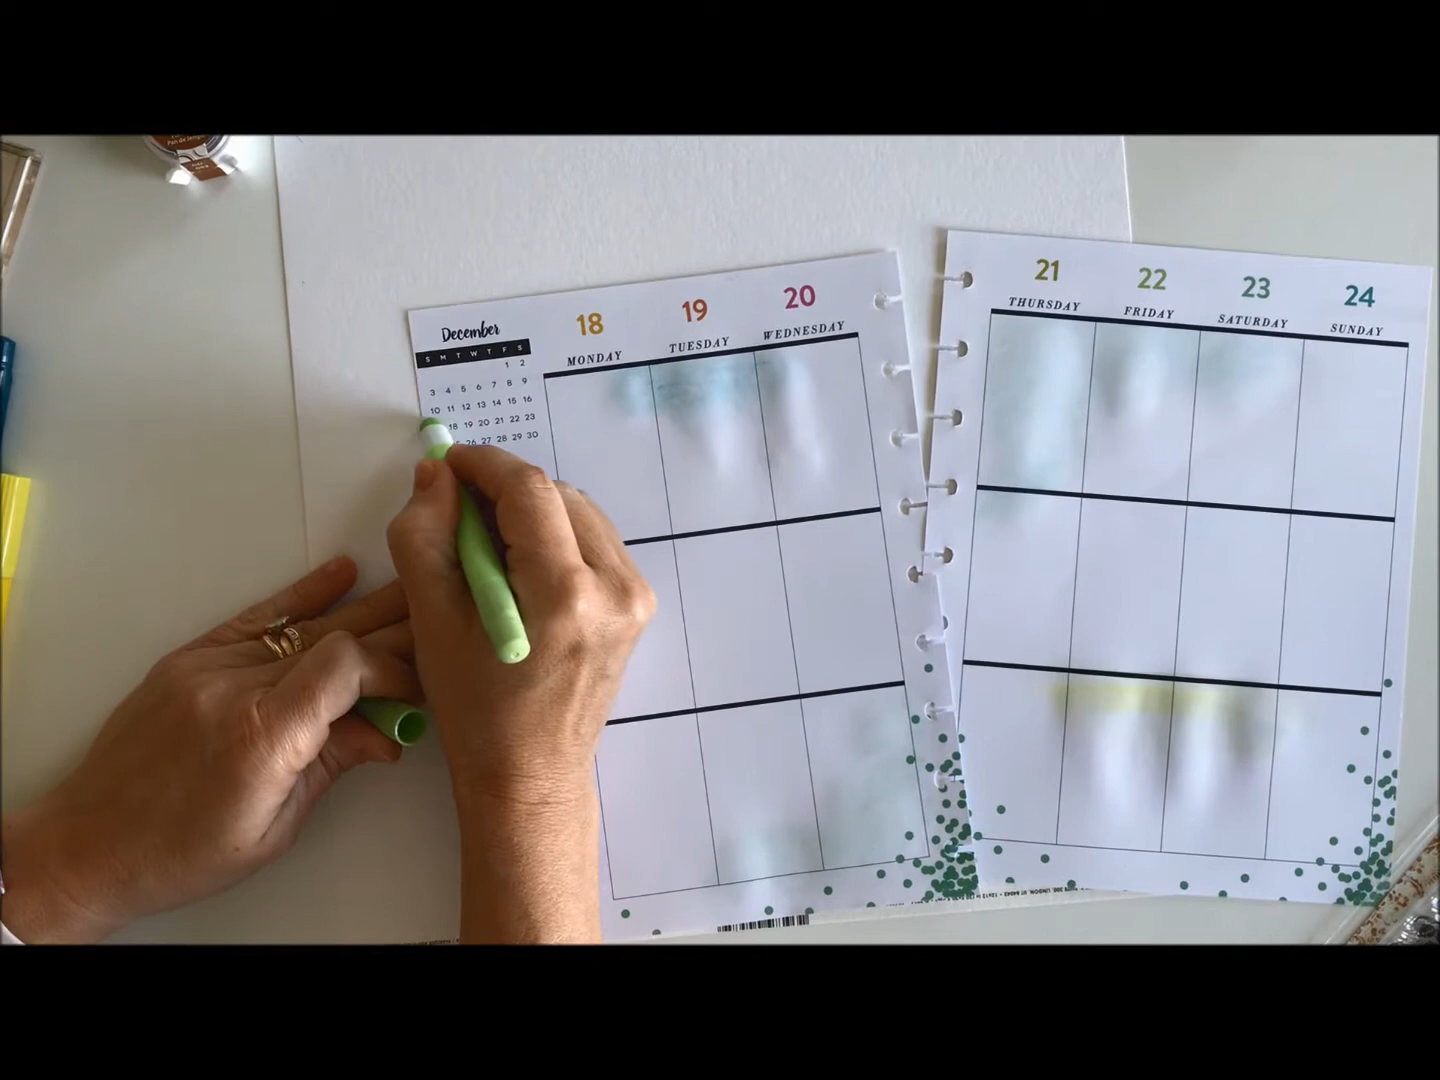 December
18 19 20
MONDAY TUESDAY WEDNESDAY
S M T W T F S
1 2
3 4 5 6 7 8 9
10 11 12 13 14 15 16
18 19 20 21 22 23
26 27 28 29 30
21 22 23 24
THURSDAY FRIDAY SATURDAY SUNDAY